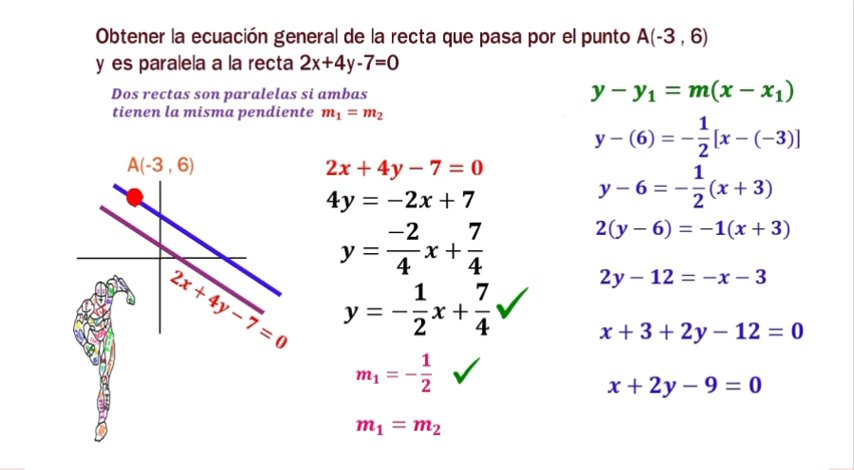 Obtener la ecuación general de la recta que pasa por el punto A(-3 , 6)
y es paralela a la recta 2x+4y-7=0
Dos rectas son paralelas si ambas
tienen la misma pendiente m₁ = m₂
A(-3 , 6)
2x + 4y − 7 = 0
2x + 4y − 7 = 0
4y = −2x + 7
y = -2/4 x + 7/4
y = −1/2 x + 7/4 ✓
m₁ = −1/2 ✓
m₁ = m₂
y − y₁ = m(x − x₁)
y − (6) = −1/2 [x − (−3)]
y − 6 = −1/2 (x + 3)
2(y − 6) = −1(x + 3)
2y − 12 = −x − 3
x + 3 + 2y − 12 = 0
x + 2y − 9 = 0